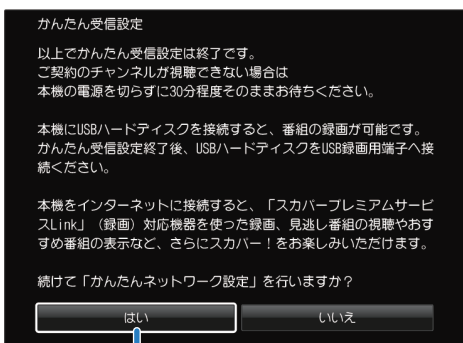 かんたん受信設定
以上でかんたん受信設定は終了です。
ご契約のチャンネルが視聴できない場合は
本機の電源を切らずに30分程度そのままお待ちください。
本機にUSBハードディスクを接続すると、番組の録画が可能です。
かんたん受信設定終了後、USBハードディスクをUSB録画用端子へ接
続ください。
本機をインターネットに接続すると、「スカパープレミアムサービ
スLink」（録画）対応機器を使った録画、見逃し番組の視聴やおす
すめ番組の表示など、さらにスカパー！をお楽しみいただけます。
続けて「かんたんネットワーク設定」を行いますか？
はい
いいえ